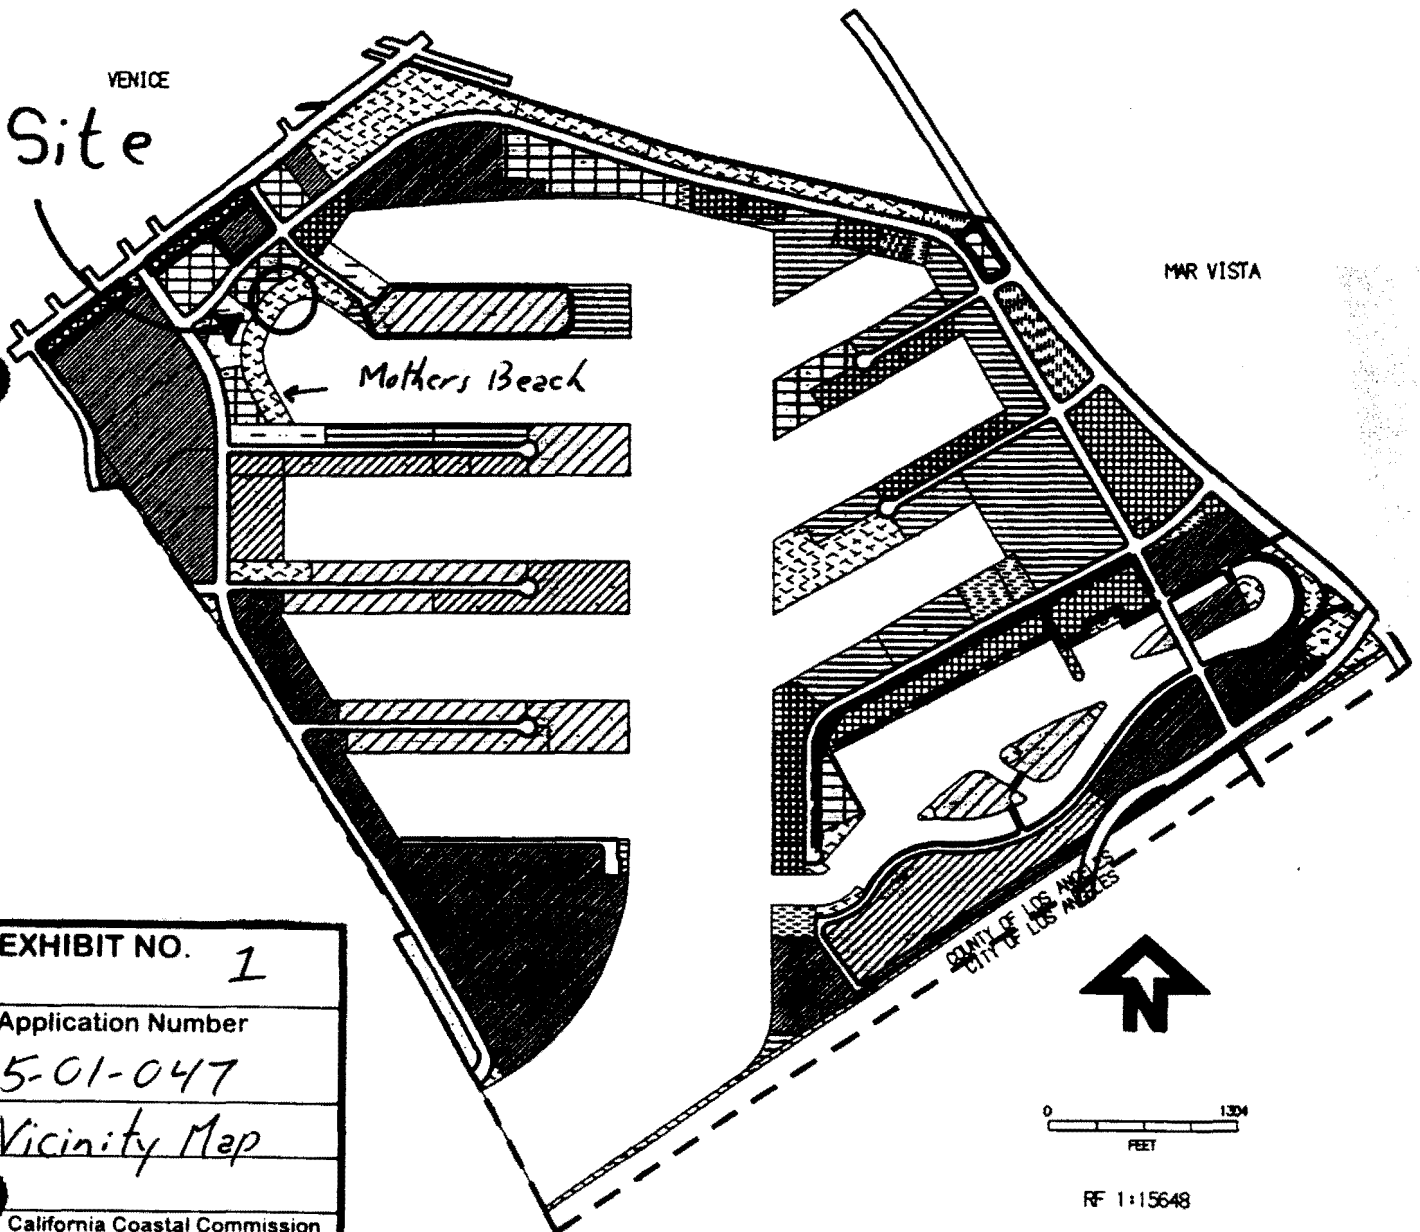 VENICE
Site
MAR VISTA
Mothers Beach
COUNTY OF LOS ANGELES
CITY OF LOS ANGELES
N
0 1304
FEET
RF 1:15648
EXHIBIT NO. 1
Application Number
5-01-047
Vicinity Map
California Coastal Commission